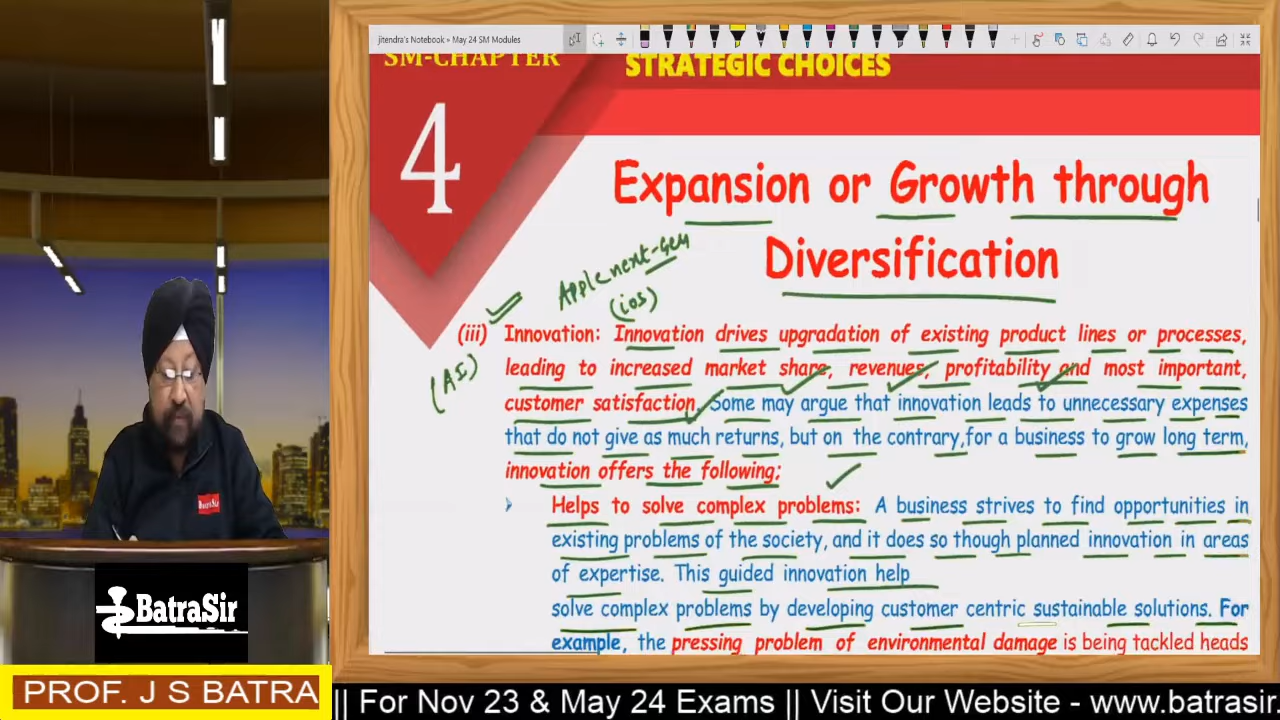 jitendra's Notebook » May 24 SM Modules
SM-CHAPTER
4
STRATEGIC CHOICES
Expansion or Growth through
Diversification
Apple next-Gen
(ios)
(AI)
(iii) Innovation: Innovation drives upgradation of existing product lines or processes,
leading to increased market share, revenues, profitability and most important,
customer satisfaction. Some may argue that innovation leads to unnecessary expenses
that do not give as much returns, but on the contrary,for a business to grow long term,
innovation offers the following;
Helps to solve complex problems: A business strives to find opportunities in
existing problems of the society, and it does so though planned innovation in areas
of expertise. This guided innovation help
solve complex problems by developing customer centric sustainable solutions. For
example, the pressing problem of environmental damage is being tackled heads
BatraSir
BatraSir
PROF. J S BATRA
|| For Nov 23 & May 24 Exams || Visit Our Website - www.batrasir.